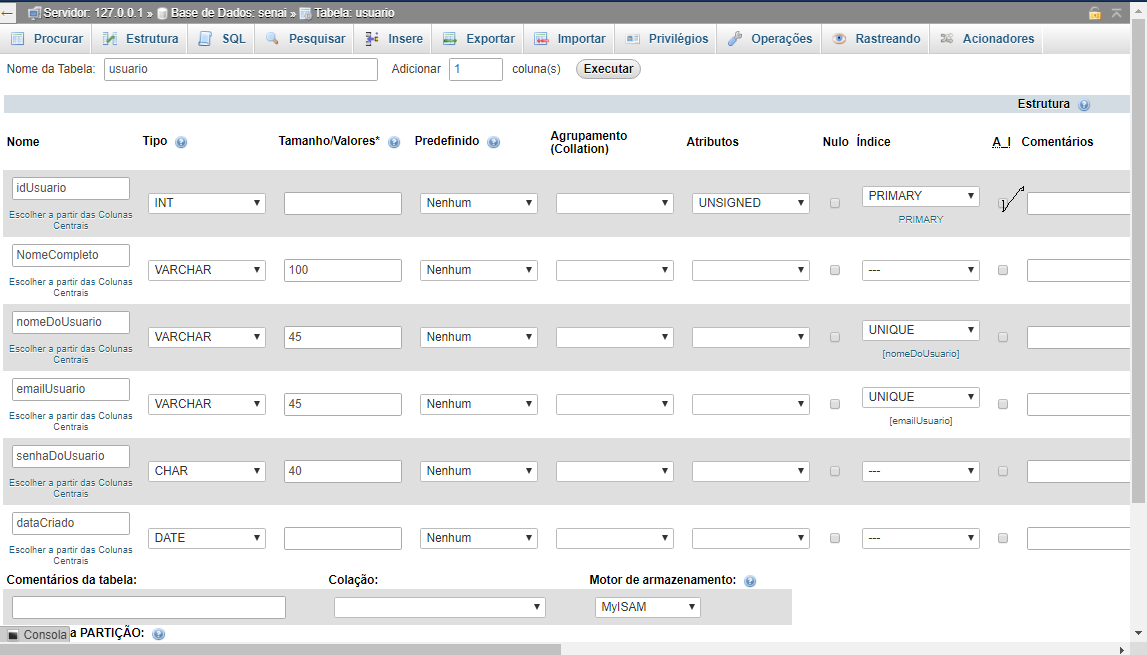 Servidor: 127.0.0.1 » Base de Dados: senai » Tabela: usuario
Procurar Estrutura SQL Pesquisar Insere Exportar Importar Privilégios Operações Rastreando Acionadores
Nome da Tabela: usuario Adicionar 1 coluna(s) Executar
Estrutura
Nome Tipo Tamanho/Valores* Predefinido Agrupamento (Collation) Atributos Nulo Índice A_I Comentários
idUsuario INT Nenhum UNSIGNED PRIMARY
Escolher a partir das Colunas PRIMARY
Centrais
NomeCompleto VARCHAR 100 Nenhum ---
Escolher a partir das Colunas
Centrais
nomeDoUsuario VARCHAR 45 Nenhum UNIQUE
Escolher a partir das Colunas [nomeDoUsuario]
Centrais
emailUsuario VARCHAR 45 Nenhum UNIQUE
Escolher a partir das Colunas [emailUsuario]
Centrais
senhaDoUsuario CHAR 40 Nenhum ---
Escolher a partir das Colunas
Centrais
dataCriado DATE Nenhum ---
Escolher a partir das Colunas
Centrais
Comentários da tabela: Colação: Motor de armazenamento:
MyISAM
Consola a PARTIÇÃO: